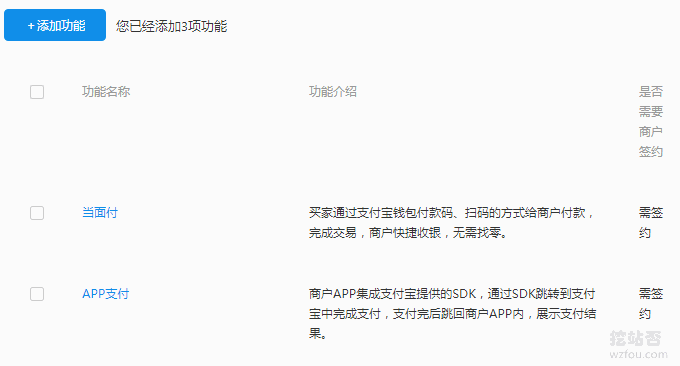 + 添加功能 您已经添加3项功能
功能名称 功能介绍 是否
需要
商户
签约
当面付 买家通过支付宝钱包付款码、扫码的方式给商户付款， 需签
完成交易，商户快捷收银，无需找零。 约
APP支付 商户APP集成支付宝提供的SDK，通过SDK跳转到支付 需签
宝中完成支付，支付完后跳回商户APP内，展示支付结 约
果。
挖站否
wzfou.com